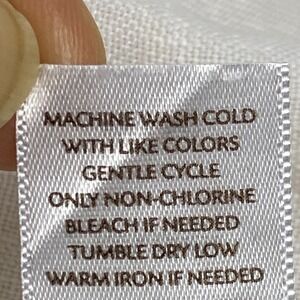 MACHINE WASH COLD
WITH LIKE COLORS
GENTLE CYCLE
ONLY NON-CHLORINE
BLEACH IF NEEDED
TUMBLE DRY LOW
WARM IRON IF NEEDED